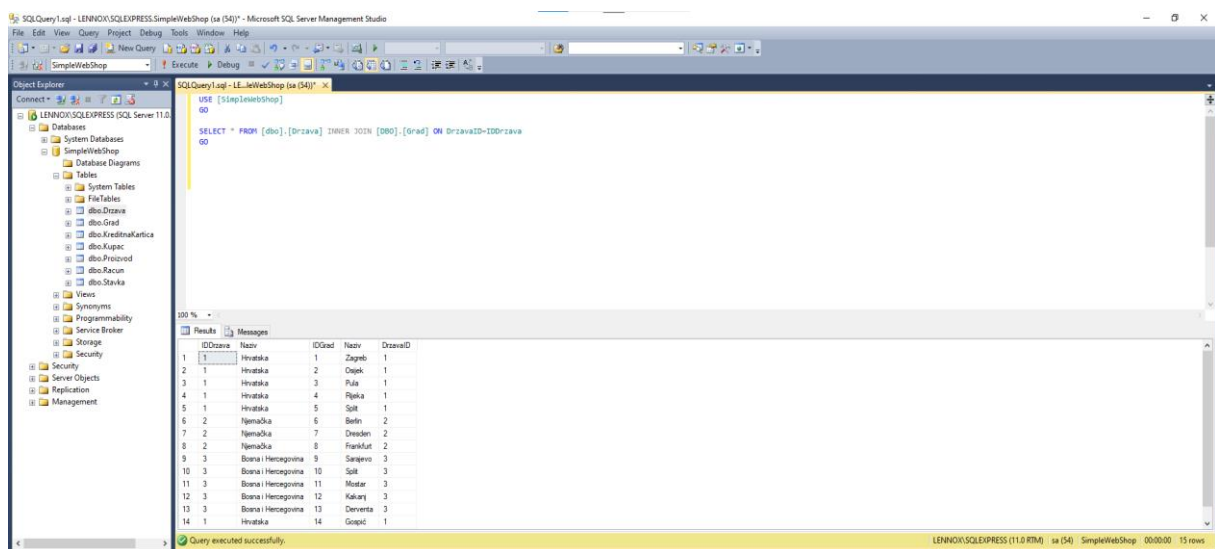 SQLQuery1.sql - LENNOX\SQLEXPRESS.SimpleWebShop (sa (54))* - Microsoft SQL Server Management Studio
File Edit View Query Project Debug Tools Window Help
New Query
SimpleWebShop Execute Debug
Object Explorer
Connect
LENNOX\SQLEXPRESS (SQL Server 11.0.
Databases
System Databases
SimpleWebShop
Database Diagrams
Tables
System Tables
FileTables
dbo.Drzava
dbo.Grad
dbo.KreditnaKartica
dbo.Kupac
dbo.Proizvod
dbo.Racun
dbo.Stavka
Views
Synonyms
Programmability
Service Broker
Storage
Security
Security
Server Objects
Replication
Management
SQLQuery1.sql - LE...leWebShop (sa (54))*
USE [SimpleWebShop]
GO
SELECT * FROM [dbo].[Drzava] INNER JOIN [DBO].[Grad] ON DrzavaID=IDDrzava
GO
100 %
Results Messages
IDDrzava Naziv IDGrad Naziv DrzavaID
1 1 Hrvatska 1 Zagreb 1
2 1 Hrvatska 2 Osijek 1
3 1 Hrvatska 3 Pula 1
4 1 Hrvatska 4 Rijeka 1
5 1 Hrvatska 5 Split 1
6 2 Njemačka 6 Berlin 2
7 2 Njemačka 7 Dresden 2
8 2 Njemačka 8 Frankfurt 2
9 3 Bosna i Hercegovina 9 Sarajevo 3
10 3 Bosna i Hercegovina 10 Split 3
11 3 Bosna i Hercegovina 11 Mostar 3
12 3 Bosna i Hercegovina 12 Kakanj 3
13 3 Bosna i Hercegovina 13 Derventa 3
14 1 Hrvatska 14 Gospić 1
Query executed successfully. LENNOX\SQLEXPRESS (11.0 RTM) sa (54) SimpleWebShop 00:00:00 15 rows